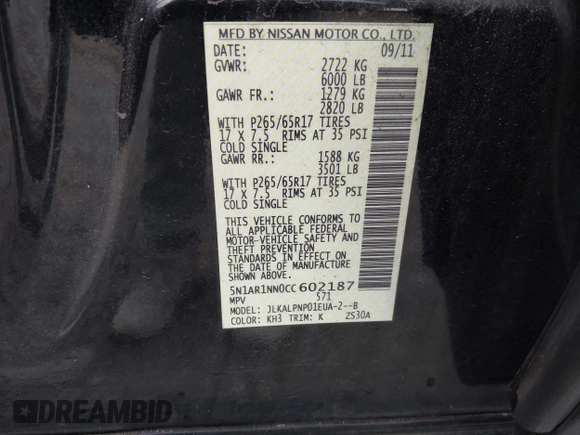 MFD BY NISSAN MOTOR CO., LTD.
DATE: 09/11
GVWR: 2722 KG
6000 LB
GAWR FR.: 1279 KG
2820 LB
WITH P265/65R17 TIRES
17 X 7.5 RIMS AT 35 PSI
COLD SINGLE
GAWR RR.: 1588 KG
3501 LB
WITH P265/65R17 TIRES
17 X 7.5 RIMS AT 35 PSI
COLD SINGLE
THIS VEHICLE CONFORMS TO
ALL APPLICABLE FEDERAL
MOTOR-VEHICLE SAFETY AND
THEFT PREVENTION
STANDARDS IN EFFECT ON
THE DATE OF MANUFACTURE
SHOWN ABOVE.
5N1AR1NN0CC602187
MPV S71
MODEL: JLKALPNP01EUA-2--B
COLOR: KH3 TRIM: K ZS30A
DREAMBID